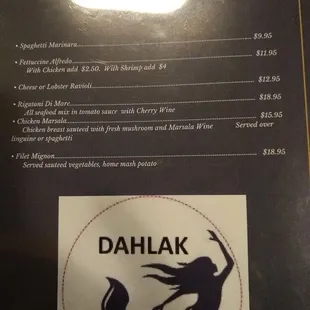 • Spaghetti Marinara $9.95
• Fettuccine Alfredo $11.95
With Chicken add $2.50, With Shrimp add $4
• Cheese or Lobster Ravioli $12.95
• Rigatoni Di Mare $18.95
All seafood mix in tomato sauce with Cherry Wine
• Chicken Marsala $15.95
Chicken breast sauteed with fresh mushroom and Marsala Wine Served over
linguine or spaghetti
• Filet Mignon $18.95
Served sauteed vegetables, home mash potato
DAHLAK